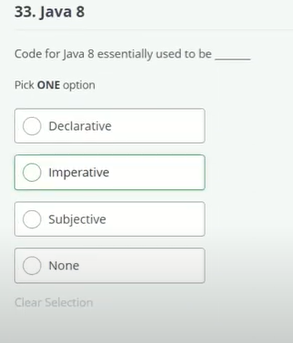 33. Java 8
Code for Java 8 essentially used to be ______
Pick ONE option
Declarative
Imperative
Subjective
None
Clear Selection